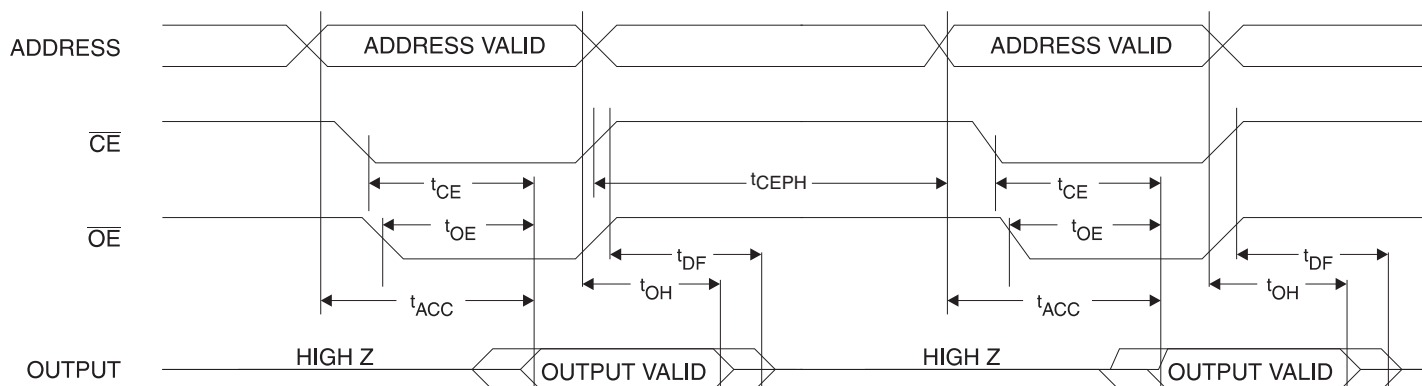 ADDRESS ADDRESS VALID ADDRESS VALID
CE
tCE tCEPH tCE
OE tOE tOE
tDF tDF
tOH tOH
tACC tACC
HIGH Z HIGH Z
OUTPUT OUTPUT VALID OUTPUT VALID